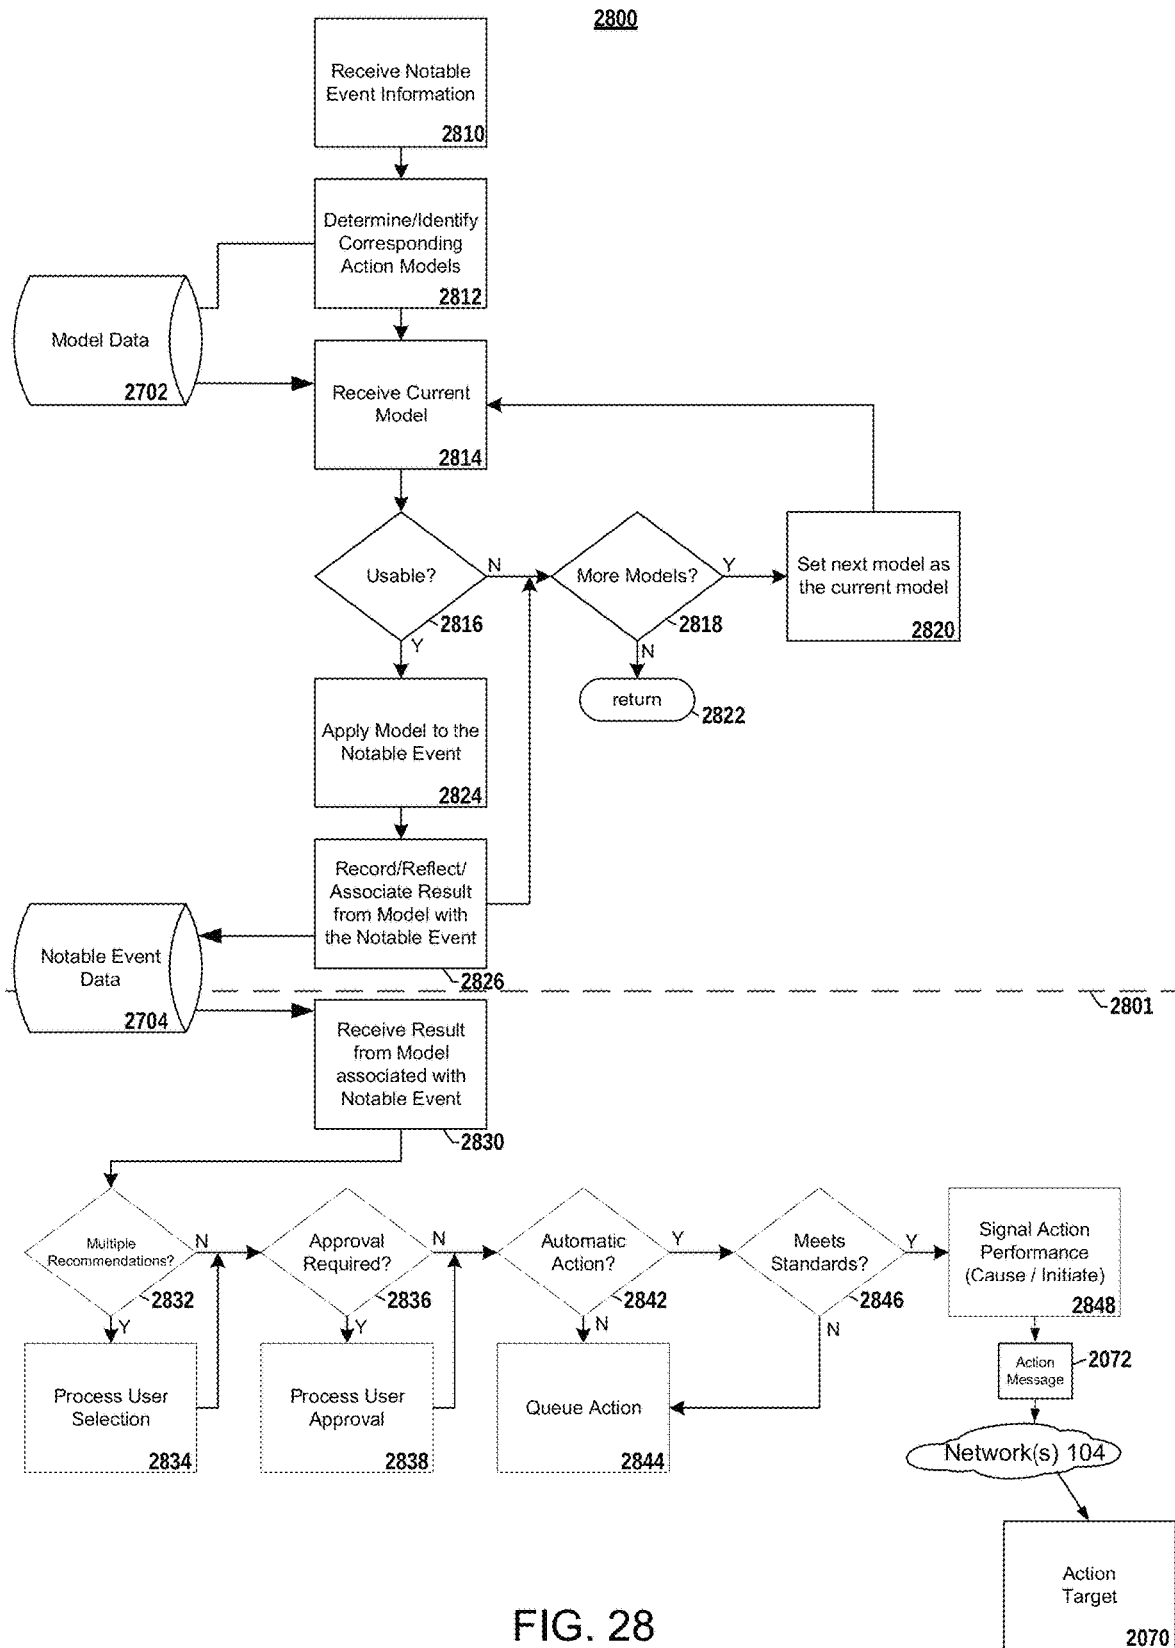 2800
Receive Notable
Event Information
2810
Determine/Identify
Corresponding
Action Models
2812
Model Data
2702
Receive Current
Model
2814
Usable?
N
2816
Y
More Models?
Y
2818
N
Set next model as
the current model
2820
return
2822
Apply Model to the
Notable Event
2824
Record/Reflect/
Associate Result
from Model with
the Notable Event
2826
Notable Event
Data
2704
2801
Receive Result
from Model
associated with
Notable Event
2830
Multiple
Recommendations?
N
2832
Y
Approval
Required?
N
2836
Y
Automatic
Action?
Y
2842
N
Meets
Standards?
Y
2846
N
Signal Action
Performance
(Cause / Initiate)
2848
Process User
Selection
2834
Process User
Approval
2838
Queue Action
2844
Action
Message
2072
Network(s) 104
Action
Target
2070
FIG. 28